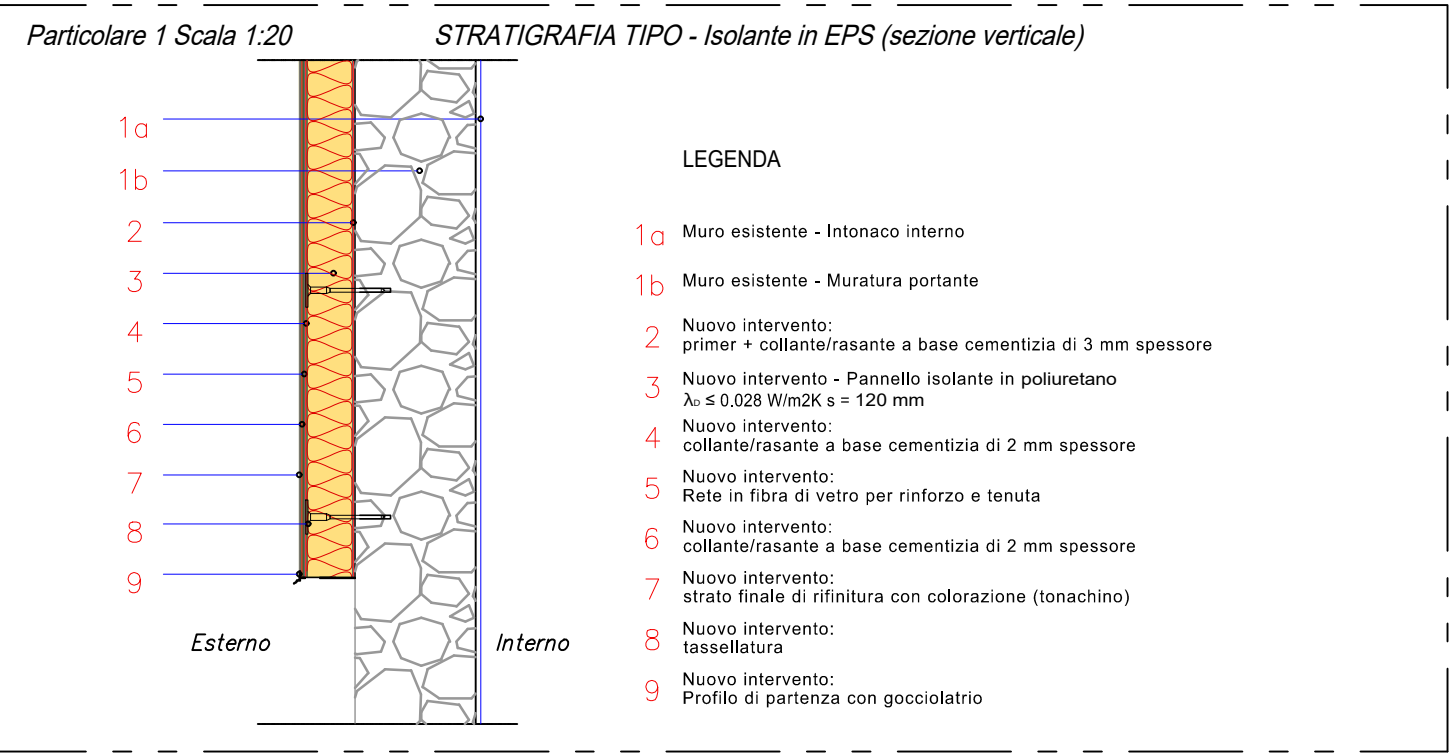 Particolare 1 Scala 1:20
STRATIGRAFIA TIPO - Isolante in EPS (sezione verticale)
1a
1b
2
3
4
5
6
7
8
9
Esterno
Interno
LEGENDA
1a Muro esistente - Intonaco interno
1b Muro esistente - Muratura portante
2 Nuovo intervento:
primer + collante/rasante a base cementizia di 3 mm spessore
3 Nuovo intervento - Pannello isolante in poliuretano
λD ≤ 0.028 W/m2K s = 120 mm
4 Nuovo intervento:
collante/rasante a base cementizia di 2 mm spessore
5 Nuovo intervento:
Rete in fibra di vetro per rinforzo e tenuta
6 Nuovo intervento:
collante/rasante a base cementizia di 2 mm spessore
7 Nuovo intervento:
strato finale di rifinitura con colorazione (tonachino)
8 Nuovo intervento:
tassellatura
9 Nuovo intervento:
Profilo di partenza con gocciolatrio